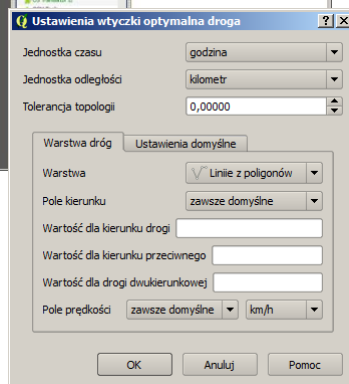 Ustawienia wtyczki optymalna droga
Jednostka czasu godzina
Jednostka odległości kilometr
Tolerancja topologii 0,00000
Warstwa dróg Ustawienia domyślne
Warstwa Linie z poligonów
Pole kierunku zawsze domyślne
Wartość dla kierunku drogi
Wartość dla kierunku przeciwnego
Wartość dla drogi dwukierunkowej
Pole prędkości zawsze domyślne km/h
OK Anuluj Pomoc